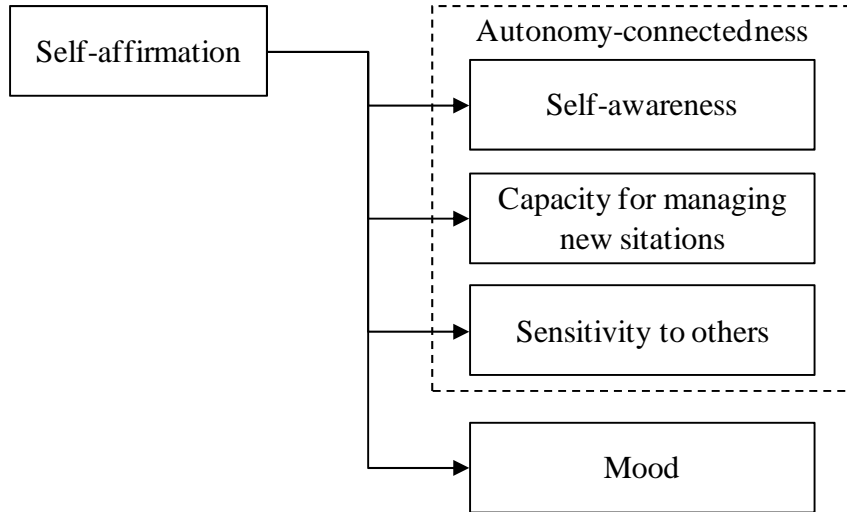 Self-affirmation
Autonomy-connectedness
Self-awareness
Capacity for managing
new sitations
Sensitivity to others
Mood